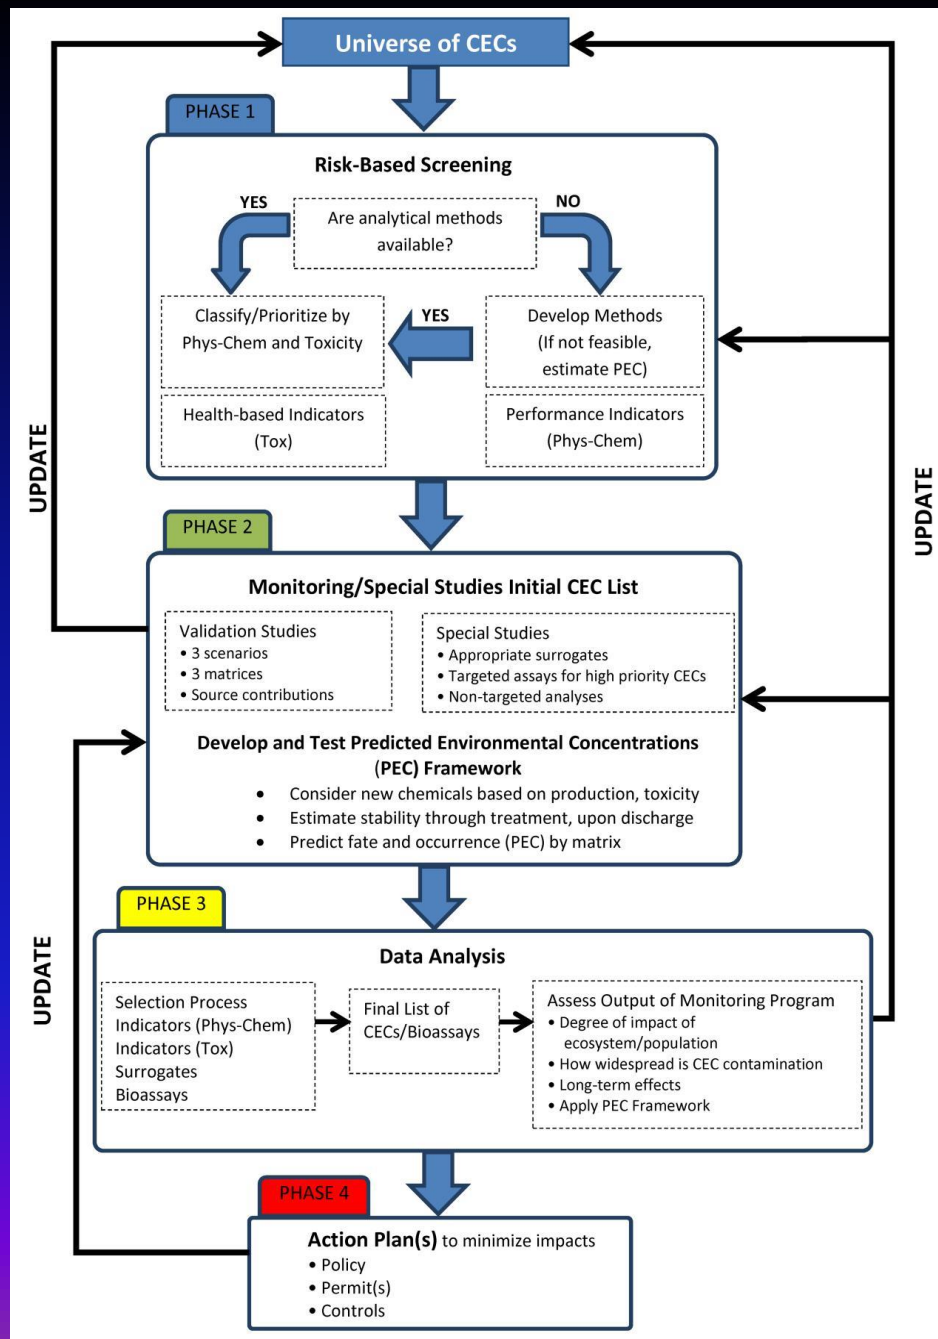 Universe of CECs
PHASE 1
Risk-Based Screening
YES
NO
Are analytical methods
available?
Classify/Prioritize by
Phys-Chem and Toxicity
YES
Develop Methods
(If not feasible,
estimate PEC)
Health-based Indicators
(Tox)
Performance Indicators
(Phys-Chem)
UPDATE
UPDATE
PHASE 2
Monitoring/Special Studies Initial CEC List
Validation Studies
• 3 scenarios
• 3 matrices
• Source contributions
Special Studies
• Appropriate surrogates
• Targeted assays for high priority CECs
• Non-targeted analyses
Develop and Test Predicted Environmental Concentrations
(PEC) Framework
• Consider new chemicals based on production, toxicity
• Estimate stability through treatment, upon discharge
• Predict fate and occurrence (PEC) by matrix
PHASE 3
Data Analysis
Selection Process
Indicators (Phys-Chem)
Indicators (Tox)
Surrogates
Bioassays
Final List of
CECs/Bioassays
Assess Output of Monitoring Program
• Degree of impact of
ecosystem/population
• How widespread is CEC contamination
• Long-term effects
• Apply PEC Framework
UPDATE
PHASE 4
Action Plan(s) to minimize impacts
• Policy
• Permit(s)
• Controls